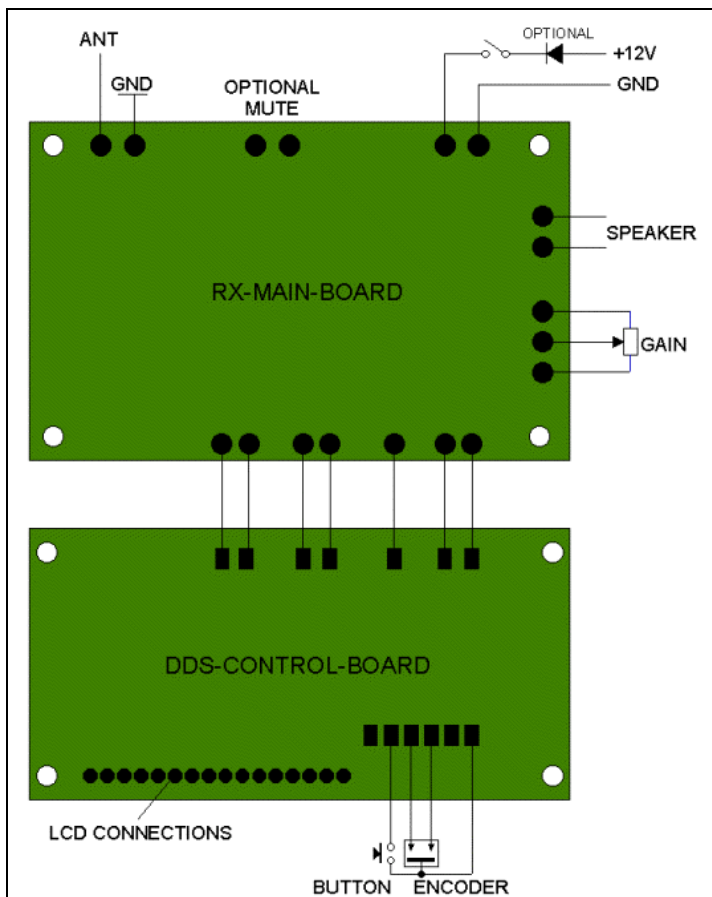 OPTIONAL
ANT
+12V
GND
OPTIONAL
MUTE
GND
SPEAKER
RX-MAIN-BOARD
GAIN
DDS-CONTROL-BOARD
LCD CONNECTIONS
BUTTON ENCODER